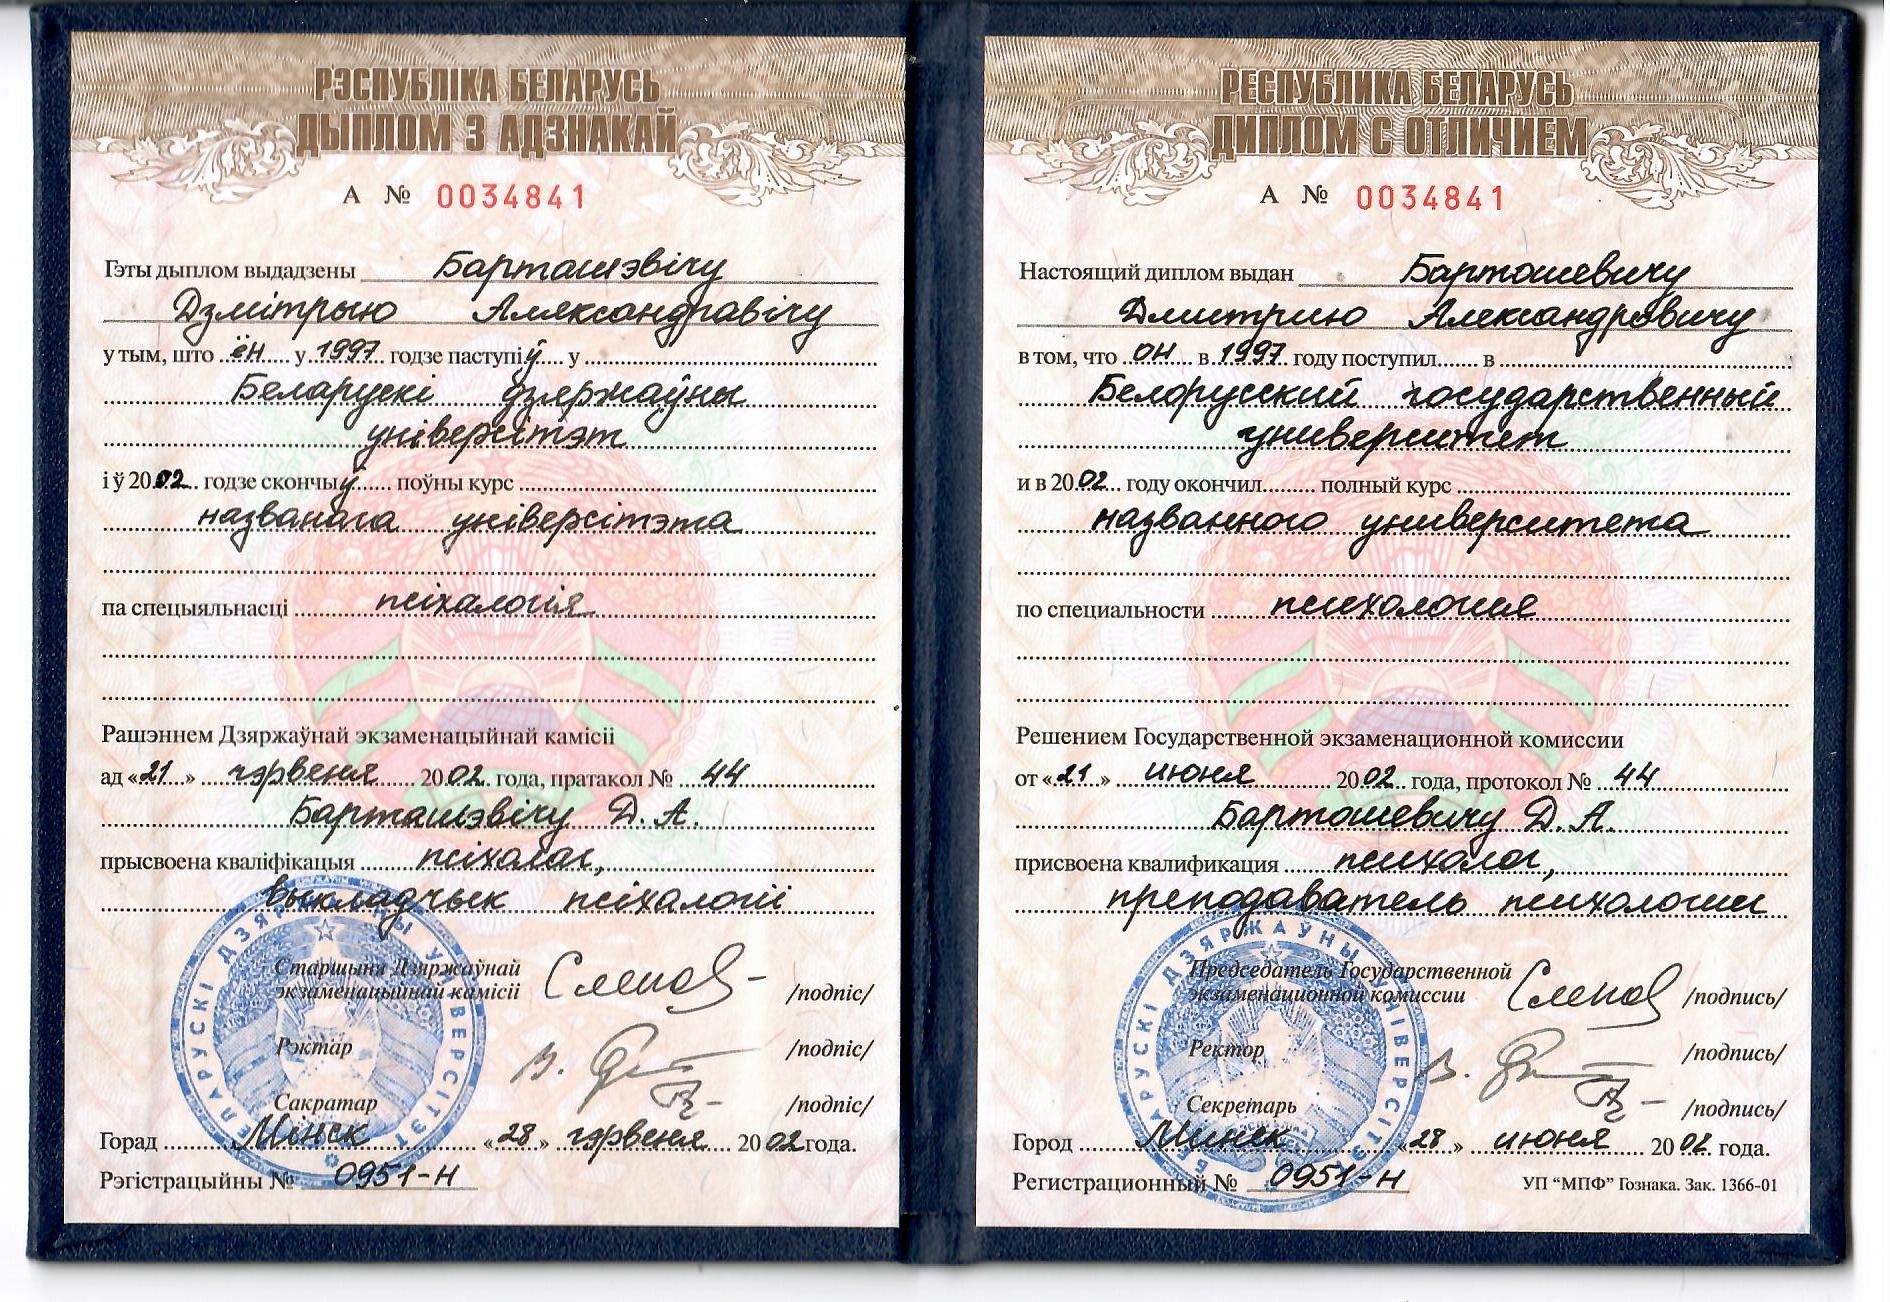 РЭСПУБЛІКА БЕЛАРУСЬ
ДЫПЛОМ З АДЗНАКАЙ
А № 0034841
Гэты дыплом выдадзены Барташэвічу
Дзмітрыю Аляксандравічу
у тым, што ён у 1997 годзе паступіў у
Беларускі дзяржаўны
універсітэт
і ў 2002 годзе скончыў поўны курс
названага універсітэта
па спецыяльнасці псіхалогія
Рашэннем Дзяржаўнай экзаменацыйнай камісіі
ад «21» чэрвеня 2002 года, пратакол № 44
Барташэвічу Д. А.
прысвоена кваліфікацыя псіхолаг,
выкладчык псіхалогіі
Старшыня Дзяржаўнай
экзаменацыйнай камісіі /подпіс/
Рэктар /подпіс/
Сакратар /подпіс/
Горад Мінск «28» чэрвеня 2002 года.
Рэгістрацыйны № 0951-Н
БЕЛАРУСКІ ДЗЯРЖАЎНЫ УНІВЕРСІТЭТ
РЕСПУБЛИКА БЕЛАРУСЬ
ДИПЛОМ С ОТЛИЧИЕМ
А № 0034841
Настоящий диплом выдан Барташевичу
Дмитрию Александровичу
в том, что он в 1997 году поступил в
Белорусский государственный
университет
и в 2002 году окончил полный курс
названного университета
по специальности психология
Решением Государственной экзаменационной комиссии
от «21» июня 2002 года, протокол № 44
Барташевичу Д. А.
присвоена квалификация психолог,
преподаватель психологии
Председатель Государственной
экзаменационной комиссии /подпись/
Ректор /подпись/
Секретарь /подпись/
Город Минск «28» июня 2002 года.
Регистрационный № 0951-Н
УП “МПФ” Гознака. Зак. 1366-01
БЕЛАРУСКІ ДЗЯРЖАЎНЫ УНІВЕРСІТЭТ